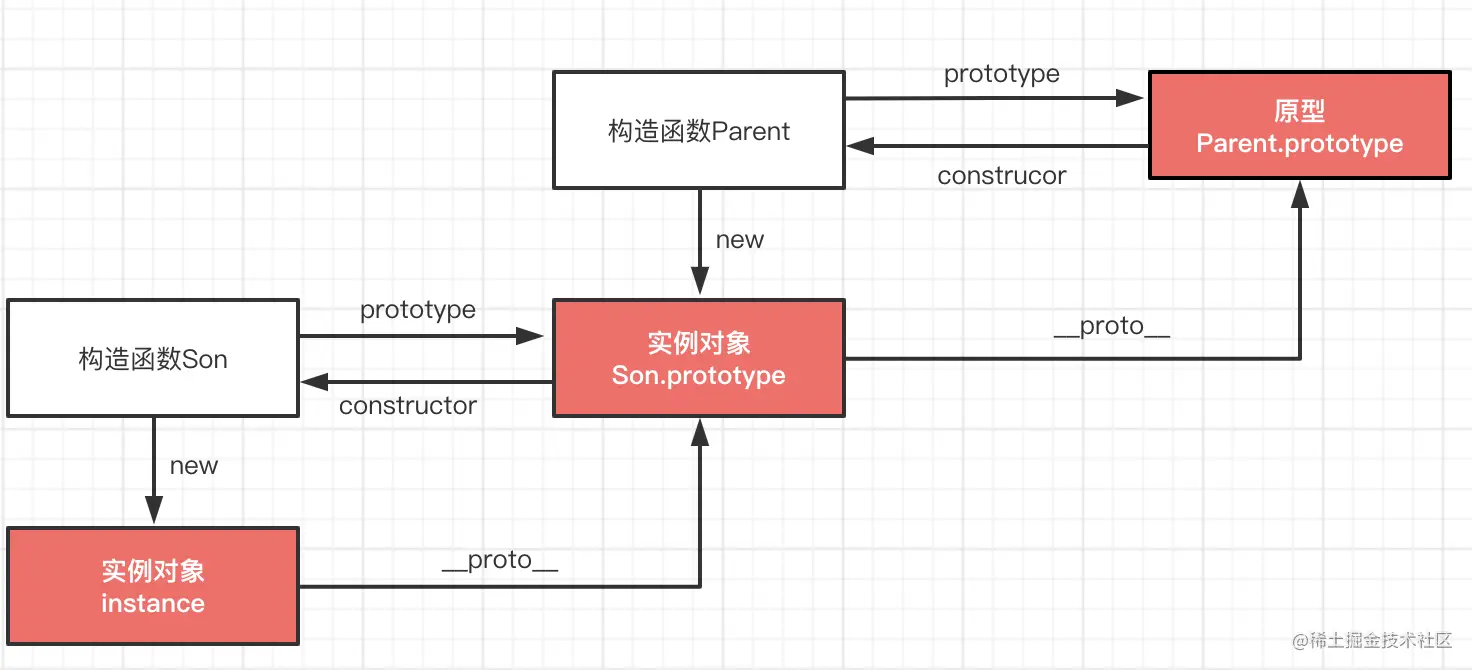 prototype
构造函数Parent
原型
Parent.prototype
construcor
new
prototype
构造函数Son
实例对象
Son.prototype
__proto__
constructor
new
__proto__
实例对象
instance
@稀土掘金技术社区